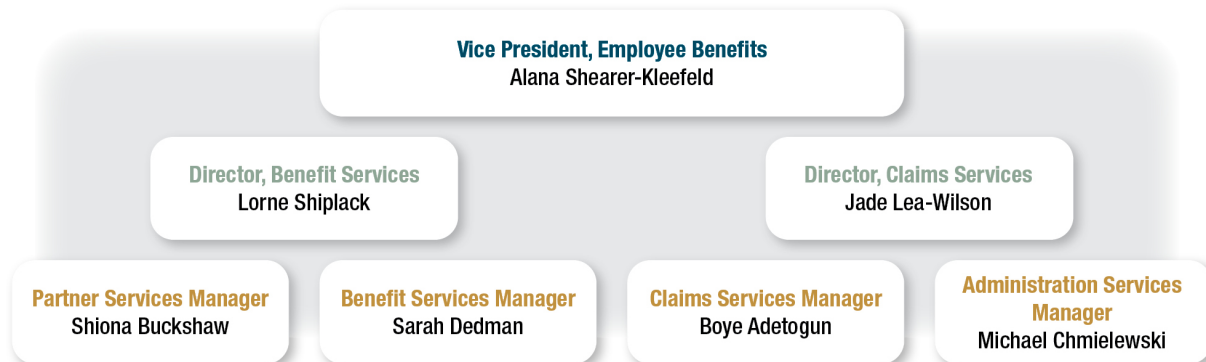 Vice President, Employee Benefits
Alana Shearer-Kleefeld
Director, Benefit Services
Lorne Shiplack
Director, Claims Services
Jade Lea-Wilson
Partner Services Manager
Shiona Buckshaw
Benefit Services Manager
Sarah Dedman
Claims Services Manager
Boye Adetogun
Administration Services
Manager
Michael Chmielewski